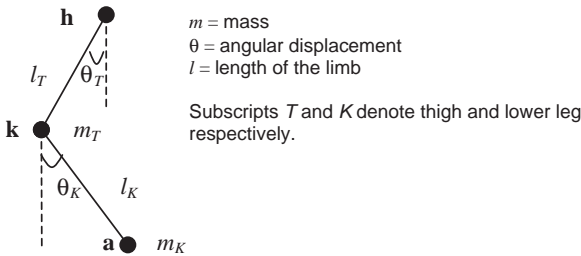 h
m = mass
θ = angular displacement
l = length of the limb
l_T
θ_T
Subscripts T and K denote thigh and lower leg
respectively.
k
m_T
θ_K
l_K
a
m_K